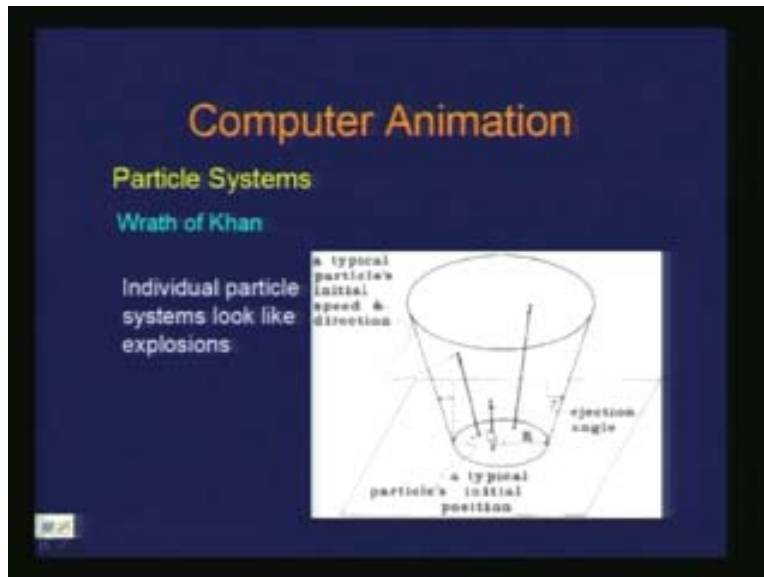 Computer Animation
Particle Systems
Wrath of Khan
Individual particle
systems look like
explosions
a typical
particle's
initial
speed &
direction
ejection
angle
R
a typical
particle's initial
position